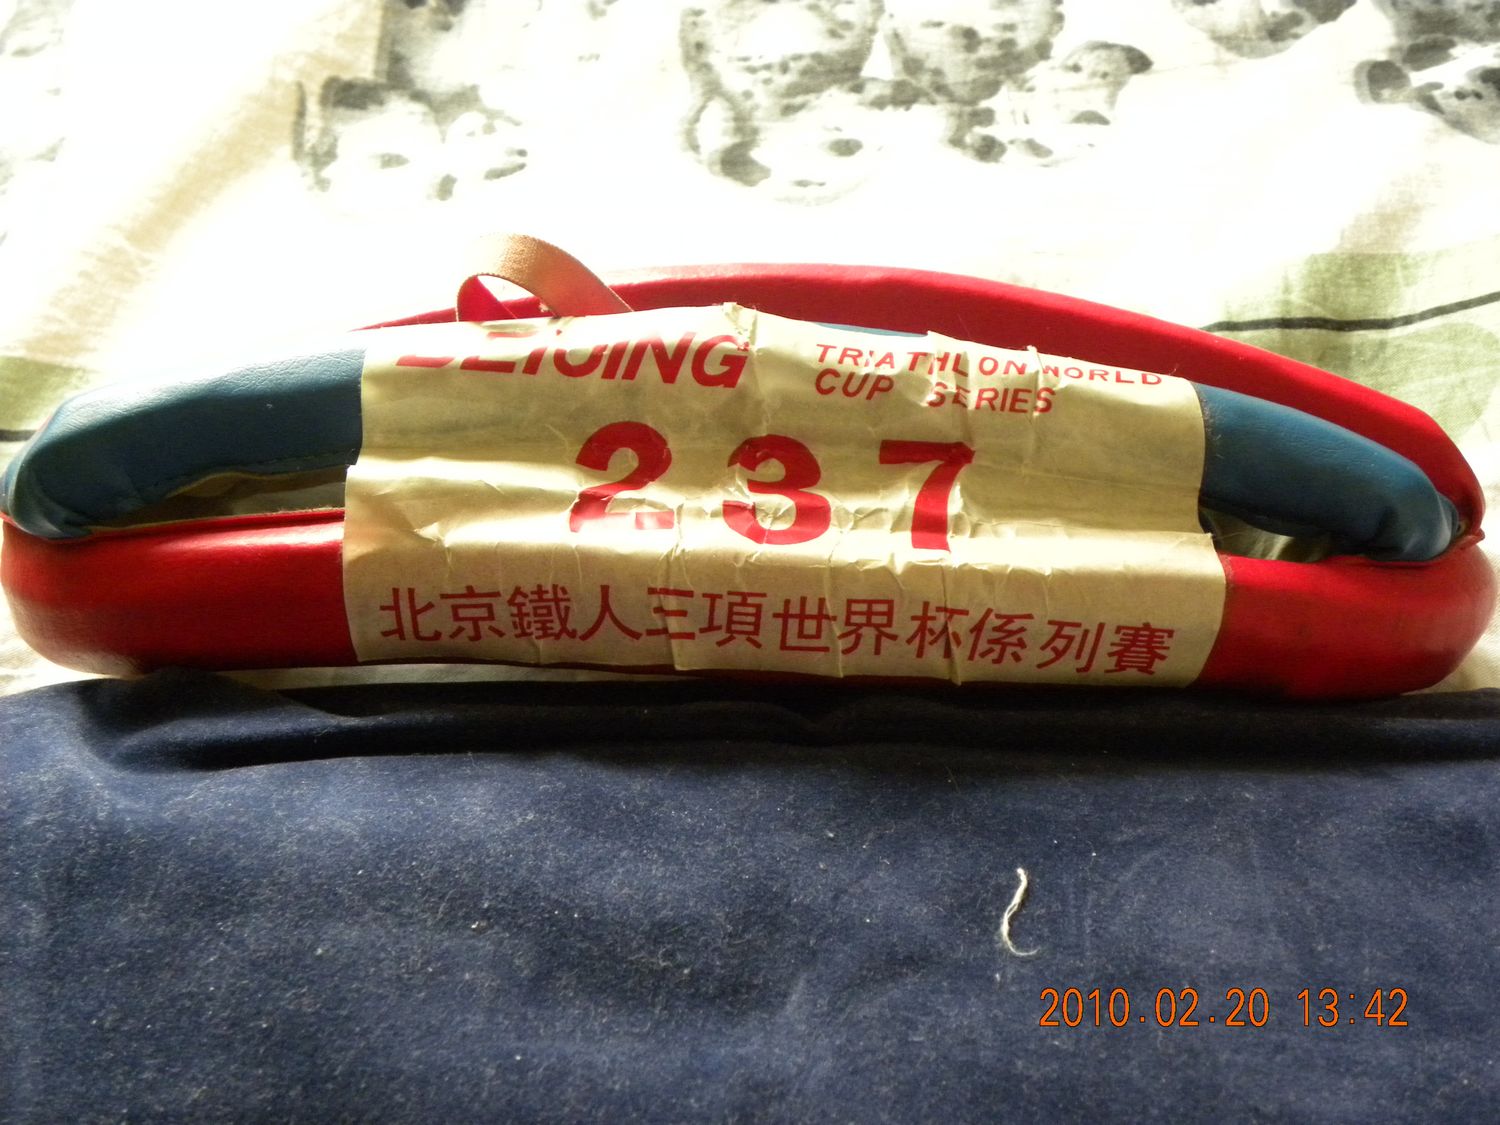 BEIJING
TRIATHLON WORLD
CUP SERIES
237
北京鐵人三項世界杯係列賽
2010.02.20 13:42